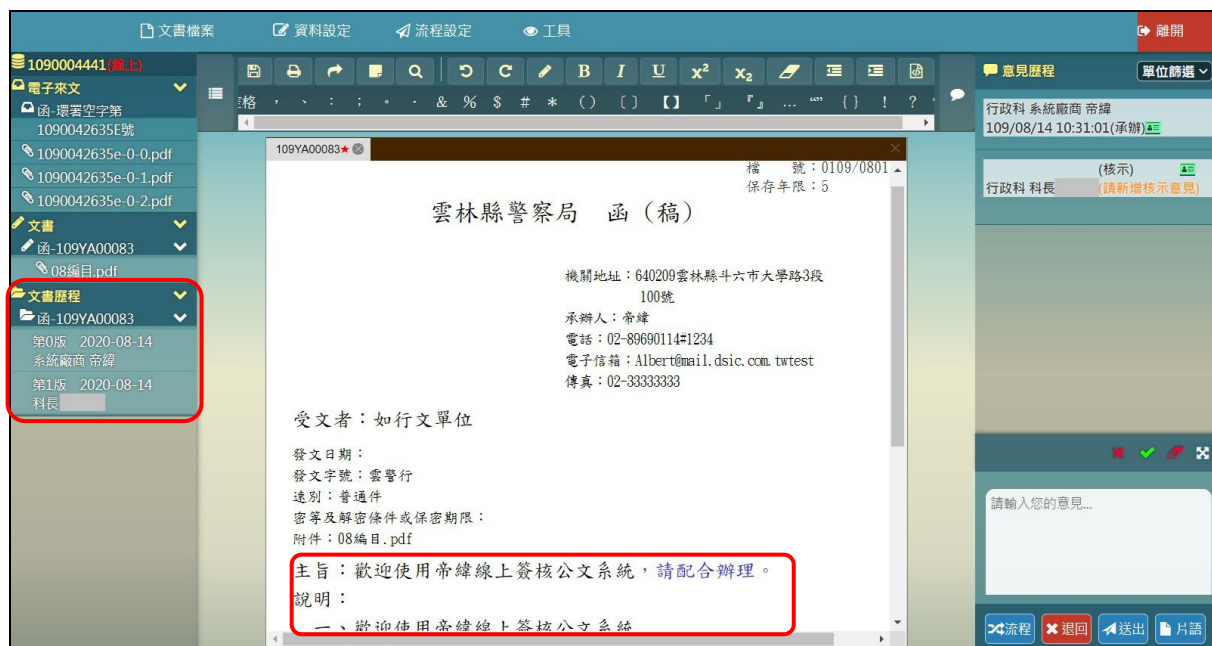 文書檔案 資料設定 流程設定 工具 離開
1090004441(線上)
電子來文
函-環署空字第
1090042635E號
1090042635e-0-0.pdf
1090042635e-0-1.pdf
1090042635e-0-2.pdf
文書
函-109YA00083
08編目.pdf
文書歷程
函-109YA00083
第0版 2020-08-14
系統廠商 帝緯
第1版 2020-08-14
科長
B I U x² x₂
格 、 , : ; 。 · & % $ # * () 〔〕 【】 「」 『』 … “” {} ! ?
109YA00083★
檔 號:0109/0801
保存年限:5
雲林縣警察局 函(稿)
機關地址:640209雲林縣斗六市大學路3段
100號
承辦人:帝緯
電話:02-89690114#1234
電子信箱:Albert@mail.dsic.com.twtest
傳真:02-33333333
受文者:如行文單位
發文日期:
發文字號:雲警行
速別:普通件
密等及解密條件或保密期限:
附件:08編目.pdf
主旨:歡迎使用帝緯線上簽核公文系統,請配合辦理。
說明:
一、歡迎使用帝緯線上簽核公文系統
意見歷程 單位篩選
行政科 系統廠商 帝緯
109/08/14 10:31:01(承辦)
(核示)
行政科 科長 (請新增核示意見)
請輸入您的意見...
流程 退回 送出 片語